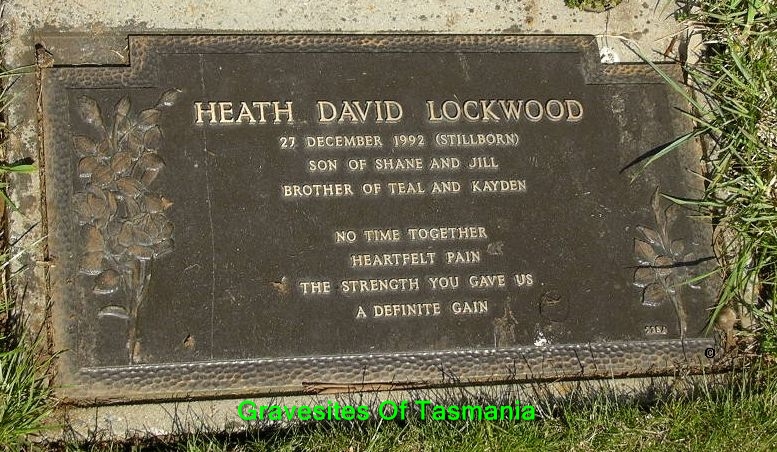 HEATH DAVID LOCKWOOD
27 DECEMBER 1992 (STILLBORN)
SON OF SHANE AND JILL
BROTHER OF TEAL AND KAYDEN
NO TIME TOGETHER
HEARTFELT PAIN
THE STRENGTH YOU GAVE US
A DEFINITE GAIN
Gravesites Of Tasmania